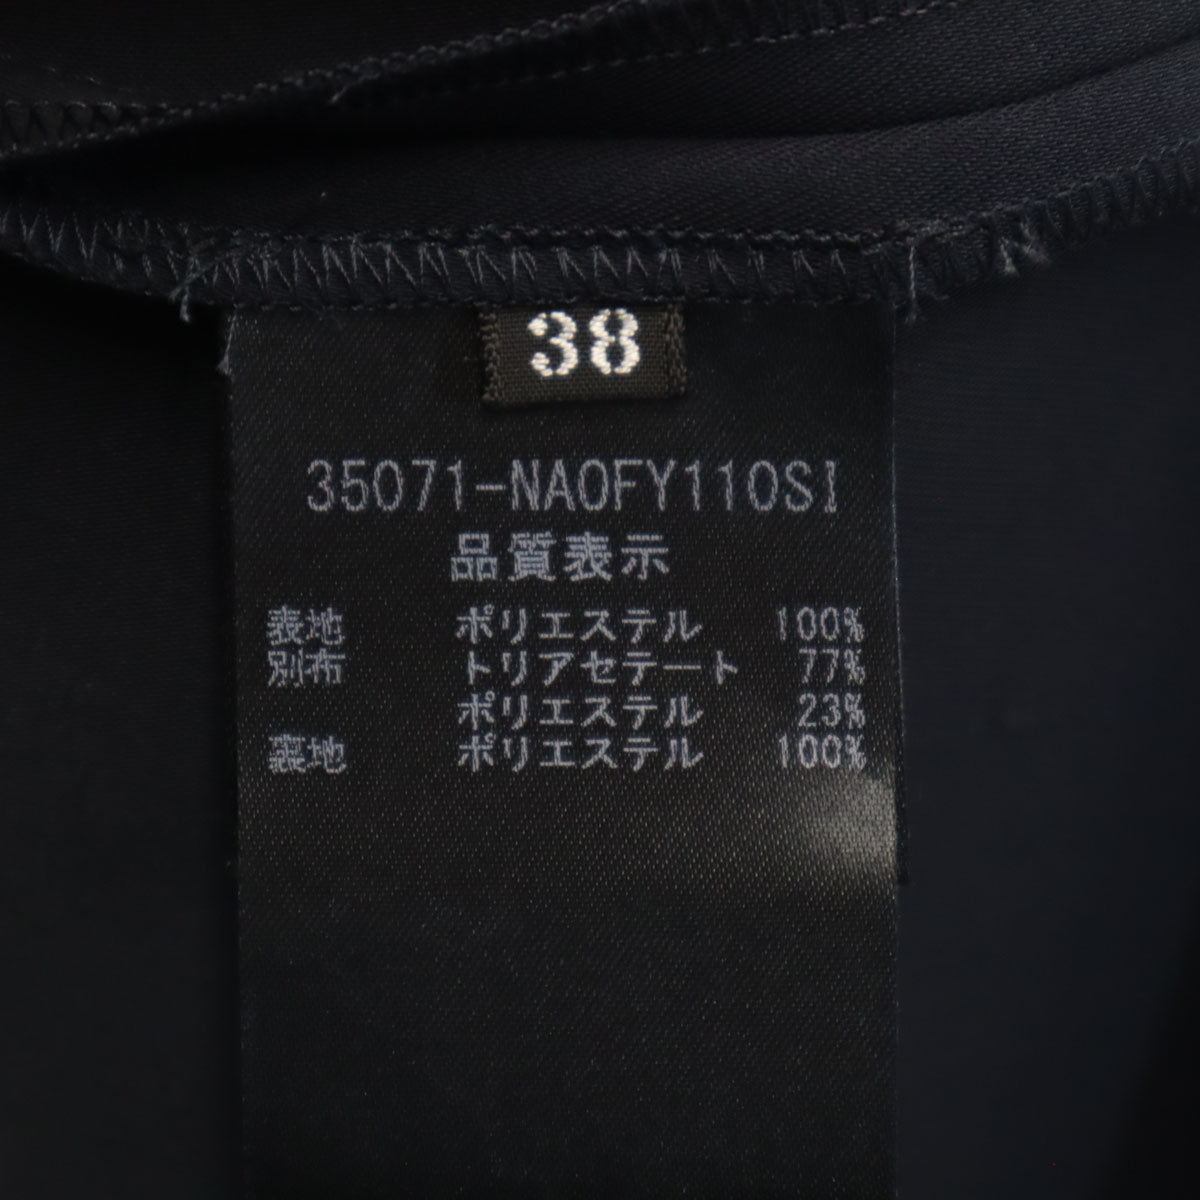 38
35071-NA0FY110SI
品質表示
表地 ポリエステル 100%
別布 トリアセテート 77%
ポリエステル 23%
裏地 ポリエステル 100%